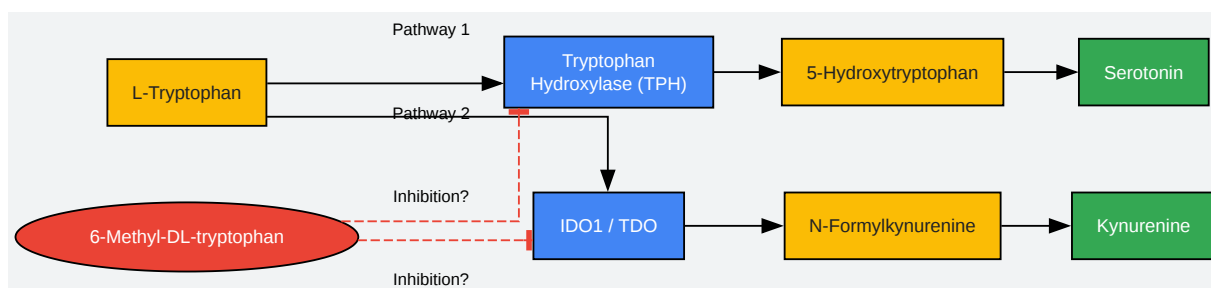 Pathway 1
L-Tryptophan
Tryptophan
Hydroxylase (TPH)
5-Hydroxytryptophan
Serotonin
Pathway 2
Inhibition?
6-Methyl-DL-tryptophan
IDO1 / TDO
N-Formylkynurenine
Kynurenine
Inhibition?